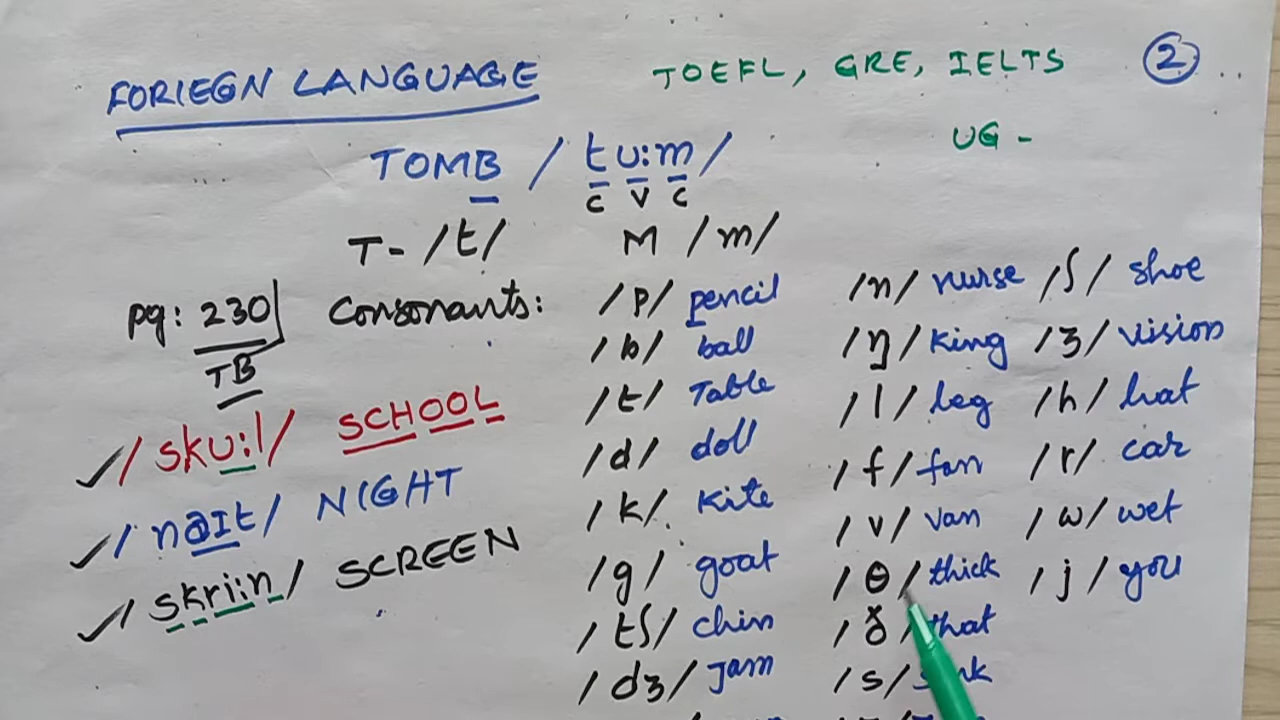 FORIEGN LANGUAGE TOEFL, GRE, IELTS 2
UG -
TOMB / tu:m/
C V C
T - /t/ M /m/
pg: 230 Consonants:
TB
/sku:l/ SCHOOL
/naIt/ NIGHT
/skri:n/ SCREEN
/p/ pencil
/b/ ball
/t/ Table
/d/ doll
/k/ Kite
/g/ goat
/tʃ/ chin
/dʒ/ Jam
/n/ nurse
/ŋ/ King
/l/ leg
/f/ fan
/v/ van
/θ/ thick
/ð/ that
/s/
/ʃ/ shoe
/ʒ/ vision
/h/ hat
/r/ car
/w/ wet
/j/ you